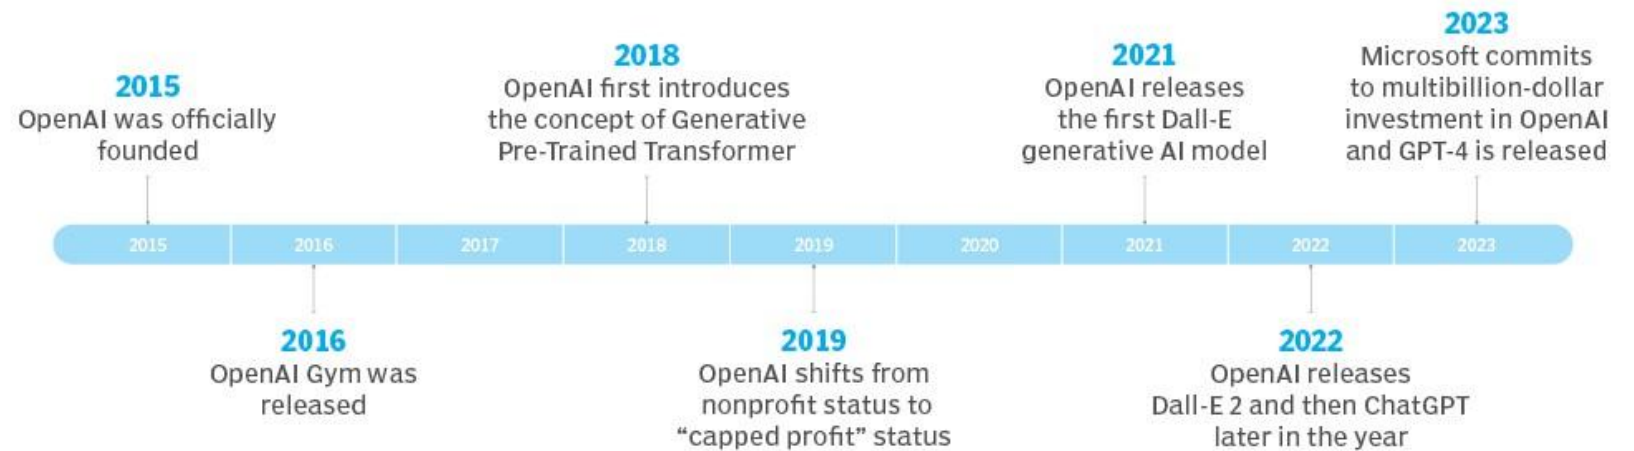 2015
OpenAI was officially
founded
2018
OpenAI first introduces
the concept of Generative
Pre-Trained Transformer
2021
OpenAI releases
the first Dall-E
generative AI model
2023
Microsoft commits
to multibillion-dollar
investment in OpenAI
and GPT-4 is released
2015 2016 2017 2018 2019 2020 2021 2022 2023
2016
OpenAI Gym was
released
2019
OpenAI shifts from
nonprofit status to
“capped profit” status
2022
OpenAI releases
Dall-E 2 and then ChatGPT
later in the year